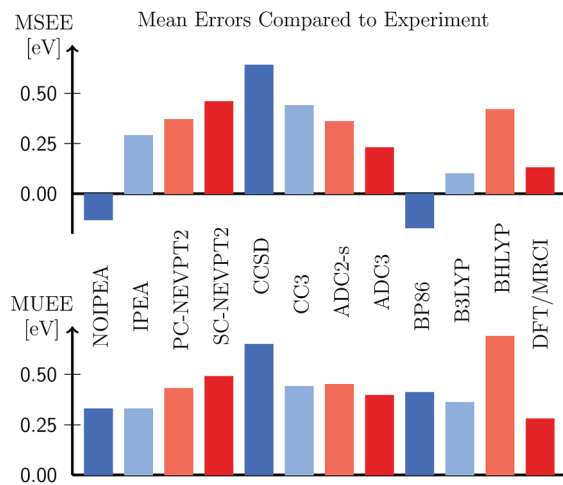 Mean Errors Compared to Experiment
MSEE
[eV]
0.50
0.25
0.00
NOIPEA
IPEA
PC-NEVPT2
SC-NEVPT2
CCSD
CC3
ADC2-s
ADC3
BP86
B3LYP
BHLYP
DFT/MRCI
MUEE
[eV]
0.50
0.25
0.00